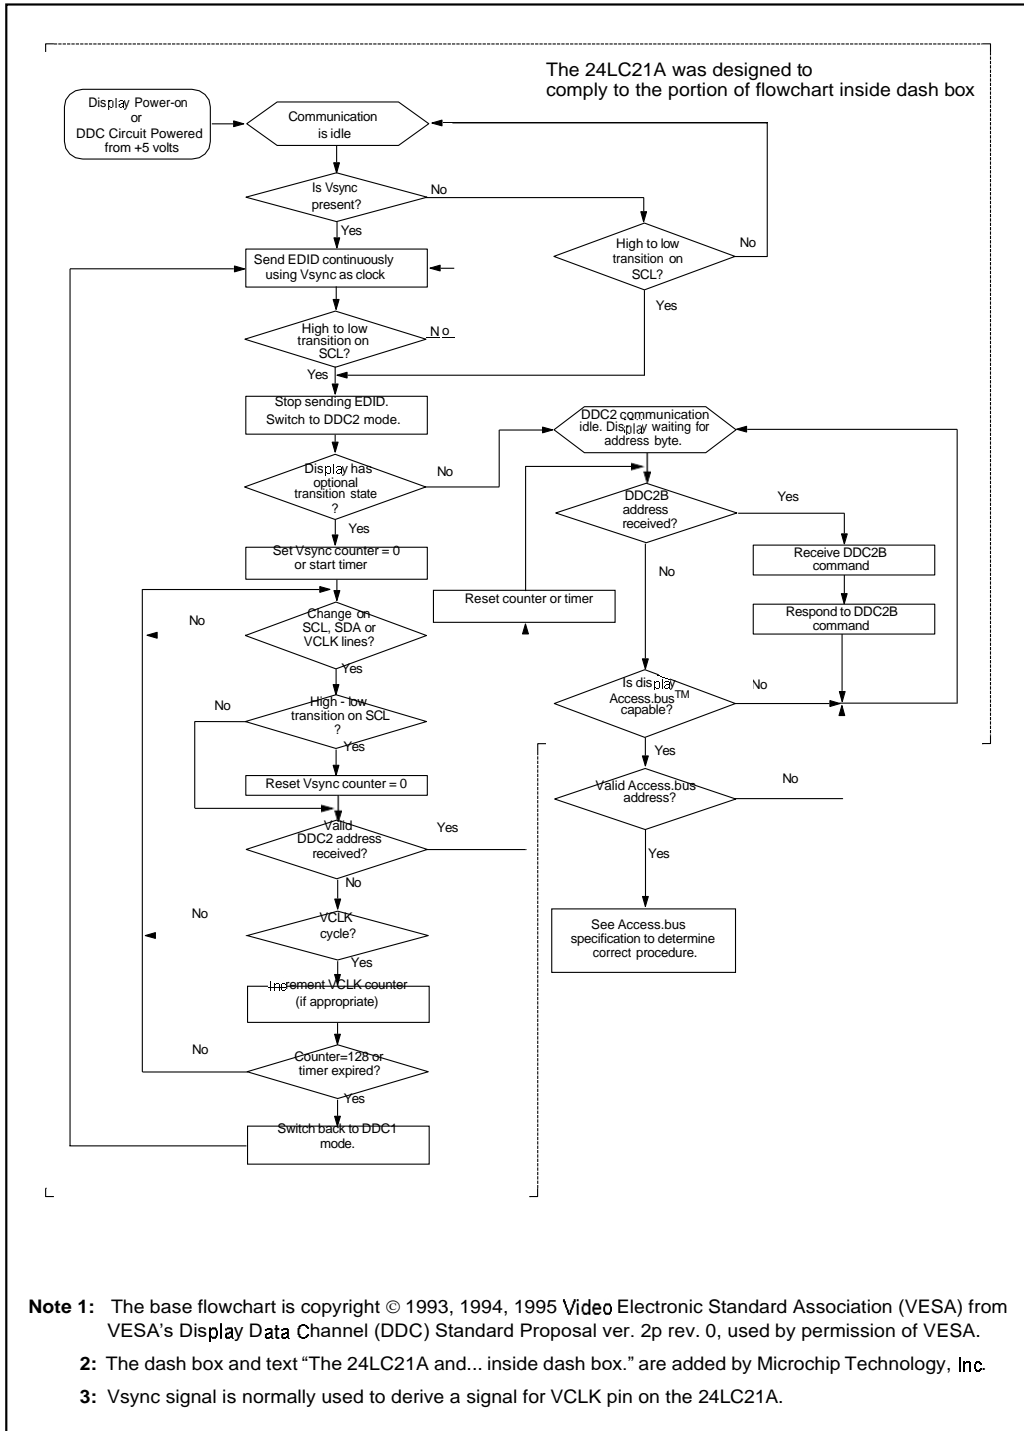 The 24LC21A was designed to
comply to the portion of flowchart inside dash box
Display Power-on
or
DDC Circuit Powered
from +5 volts
Communication
is idle
Is Vsync
present?
No
Yes
High to low
transition on
SCL?
No
Yes
Send EDID continuously
using Vsync as clock
High to low
transition on
SCL?
No
Yes
Stop sending EDID.
Switch to DDC2 mode.
Display has
optional
transition state
?
No
Yes
DDC2 communication
idle. Display waiting for
address byte.
DDC2B
address
received?
Yes
No
Receive DDC2B
command
Respond to DDC2B
command
Set Vsync counter = 0
or start timer
Reset counter or timer
Change on
SCL, SDA or
VCLK lines?
No
Yes
High - low
transition on SCL
?
No
Yes
Reset Vsync counter = 0
Valid
DDC2 address
received?
Yes
No
Is display
Access.bus™
capable?
No
Yes
Valid Access.bus
address?
No
Yes
See Access.bus
specification to determine
correct procedure.
VCLK
cycle?
No
Yes
Increment VCLK counter
(if appropriate)
Counter=128 or
timer expired?
No
Yes
Switch back to DDC1
mode.
Note 1: The base flowchart is copyright © 1993, 1994, 1995 Video Electronic Standard Association (VESA) from
VESA's Display Data Channel (DDC) Standard Proposal ver. 2p rev. 0, used by permission of VESA.
2: The dash box and text “The 24LC21A and... inside dash box.” are added by Microchip Technology, Inc.
3: Vsync signal is normally used to derive a signal for VCLK pin on the 24LC21A.